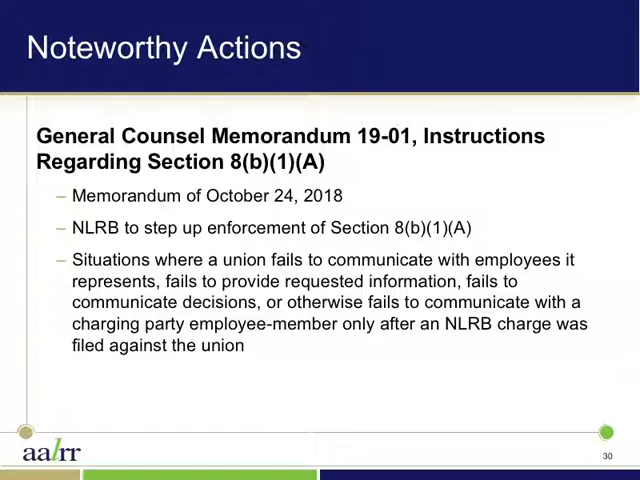 Noteworthy Actions
General Counsel Memorandum 19-01, Instructions
Regarding Section 8(b)(1)(A)
– Memorandum of October 24, 2018
– NLRB to step up enforcement of Section 8(b)(1)(A)
– Situations where a union fails to communicate with employees it
represents, fails to provide requested information, fails to
communicate decisions, or otherwise fails to communicate with a
charging party employee-member only after an NLRB charge was
filed against the union
aalrr
30